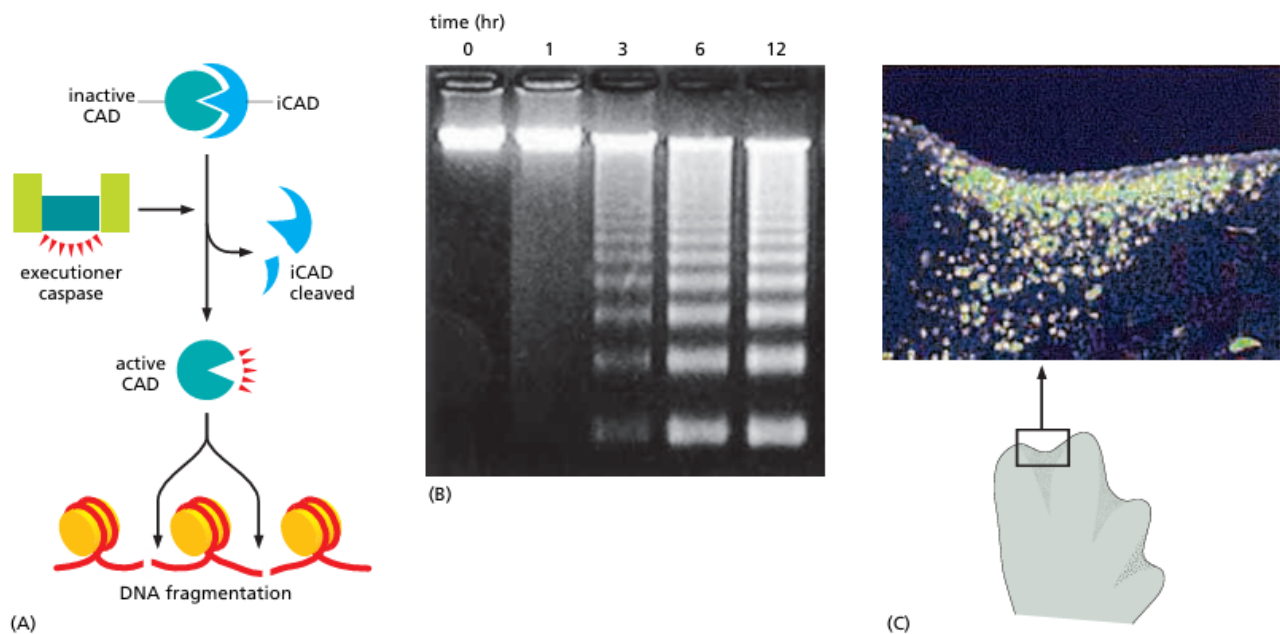 inactive
CAD
iCAD
executioner
caspase
iCAD
cleaved
active
CAD
DNA fragmentation
(A)
time (hr)
0 1 3 6 12
(B)
(C)